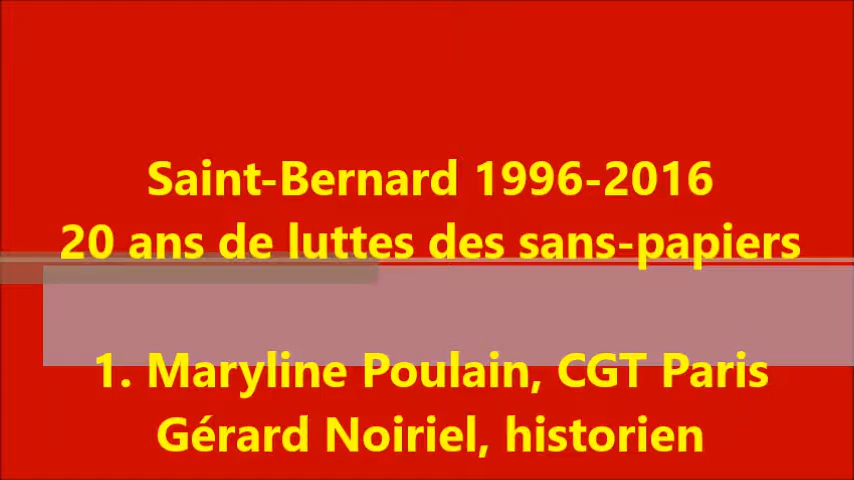 Saint-Bernard 1996-2016
20 ans de luttes des sans-papiers
1. Maryline Poulain, CGT Paris
Gérard Noiriel, historien